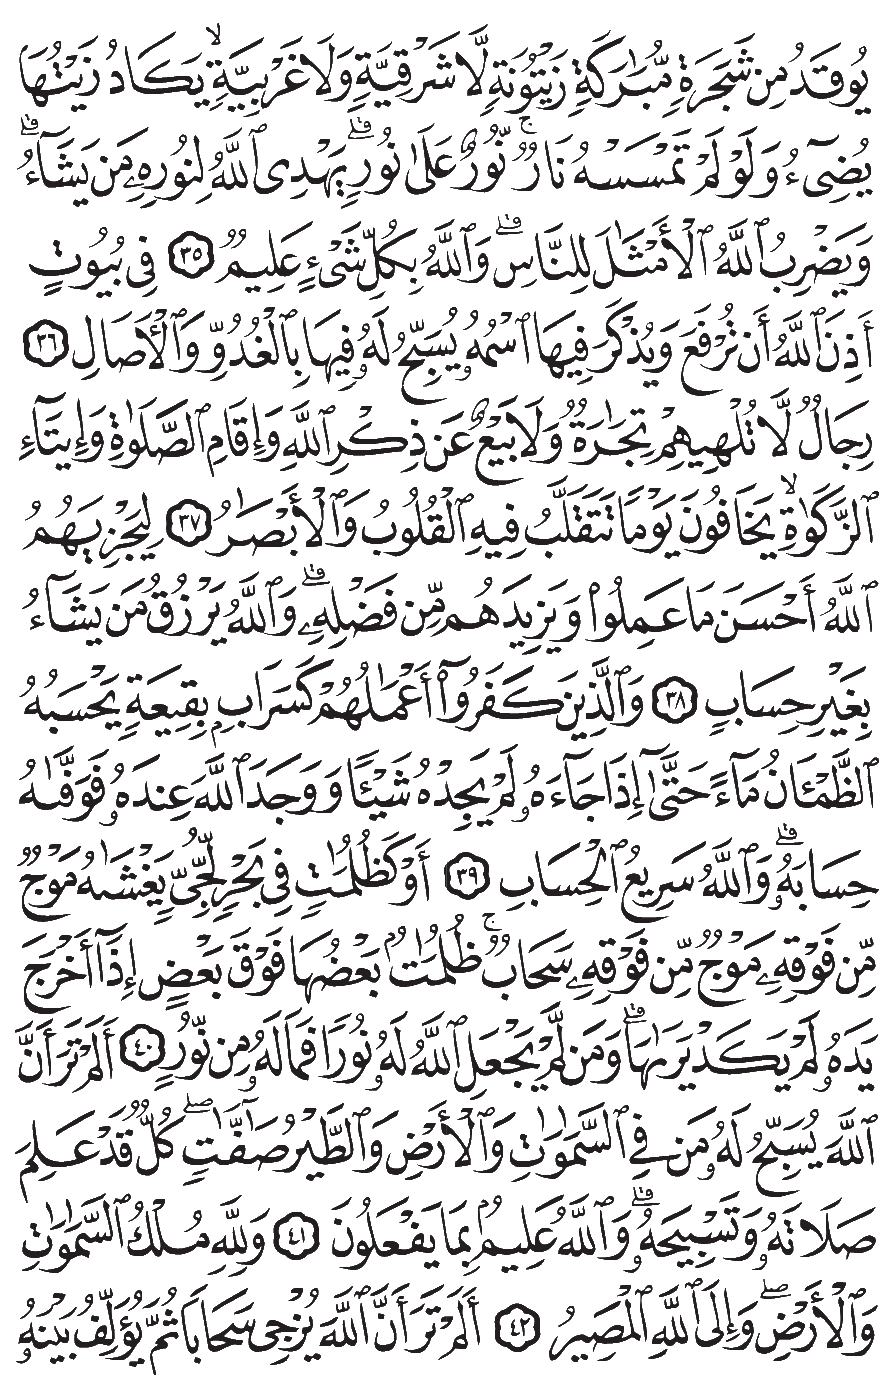 يُوقَدُ مِن شَجَرَةٍ مُّبَٰرَكَةٍ زَيْتُونَةٍ لَّا شَرْقِيَّةٍ وَلَا غَرْبِيَّةٍۙ يَكَادُ زَيْتُهَا
يُضِىٓءُ وَلَوْ لَمْ تَمْسَسْهُ نَارٌۚ نُّورٌ عَلَىٰ نُورٍۗ يَهْدِى ٱللَّهُ لِنُورِهِۦ مَن يَشَآءُۗ
وَيَضْرِبُ ٱللَّهُ ٱلْأَمْثَٰلَ لِلنَّاسِۗ وَٱللَّهُ بِكُلِّ شَىْءٍ عَلِيمٌ ٣٥ فِى بُيُوتٍ
أَذِنَ ٱللَّهُ أَن تُرْفَعَ وَيُذْكَرَ فِيهَا ٱسْمُهُۥ يُسَبِّحُ لَهُۥ فِيهَا بِٱلْغُدُوِّ وَٱلْأَصَالِ ٣٦
رِجَالٌ لَّا تُلْهِيهِمْ تِجَٰرَةٌ وَلَا بَيْعٌ عَن ذِكْرِ ٱللَّهِ وَإِقَامِ ٱلصَّلَوٰةِ وَإِيتَآءِ
ٱلزَّكَوٰةِۙ يَخَافُونَ يَوْمًا تَتَقَلَّبُ فِيهِ ٱلْقُلُوبُ وَٱلْأَبْصَٰرُ ٣٧ لِيَجْزِيَهُمُ
ٱللَّهُ أَحْسَنَ مَا عَمِلُوا۟ وَيَزِيدَهُم مِّن فَضْلِهِۦۗ وَٱللَّهُ يَرْزُقُ مَن يَشَآءُ
بِغَيْرِ حِسَابٍ ٣٨ وَٱلَّذِينَ كَفَرُوٓا۟ أَعْمَٰلُهُمْ كَسَرَابٍۭ بِقِيعَةٍ يَحْسَبُهُ
ٱلظَّمْـَٔانُ مَآءً حَتَّىٰٓ إِذَا جَآءَهُۥ لَمْ يَجِدْهُ شَيْـًٔا وَوَجَدَ ٱللَّهَ عِندَهُۥ فَوَفَّىٰهُ
حِسَابَهُۥۗ وَٱللَّهُ سَرِيعُ ٱلْحِسَابِ ٣٩ أَوْ كَظُلُمَٰتٍ فِى بَحْرٍ لُّجِّىٍّ يَغْشَىٰهُ مَوْجٌ
مِّن فَوْقِهِۦ مَوْجٌ مِّن فَوْقِهِۦ سَحَابٌۚ ظُلُمَٰتٌۢ بَعْضُهَا فَوْقَ بَعْضٍ إِذَآ أَخْرَجَ
يَدَهُۥ لَمْ يَكَدْ يَرَىٰهَاۗ وَمَن لَّمْ يَجْعَلِ ٱللَّهُ لَهُۥ نُورًا فَمَا لَهُۥ مِن نُّورٍ ٤٠ أَلَمْ تَرَ أَنَّ
ٱللَّهَ يُسَبِّحُ لَهُۥ مَن فِى ٱلسَّمَٰوَٰتِ وَٱلْأَرْضِ وَٱلطَّيْرُ صَٰٓفَّٰتٍۖ كُلٌّ قَدْ عَلِمَ
صَلَاتَهُۥ وَتَسْبِيحَهُۥۗ وَٱللَّهُ عَلِيمٌۢ بِمَا يَفْعَلُونَ ٤١ وَلِلَّهِ مُلْكُ ٱلسَّمَٰوَٰتِ
وَٱلْأَرْضِۖ وَإِلَى ٱللَّهِ ٱلْمَصِيرُ ٤٢ أَلَمْ تَرَ أَنَّ ٱللَّهَ يُزْجِى سَحَابًا ثُمَّ يُؤَلِّفُ بَيْنَهُۥ